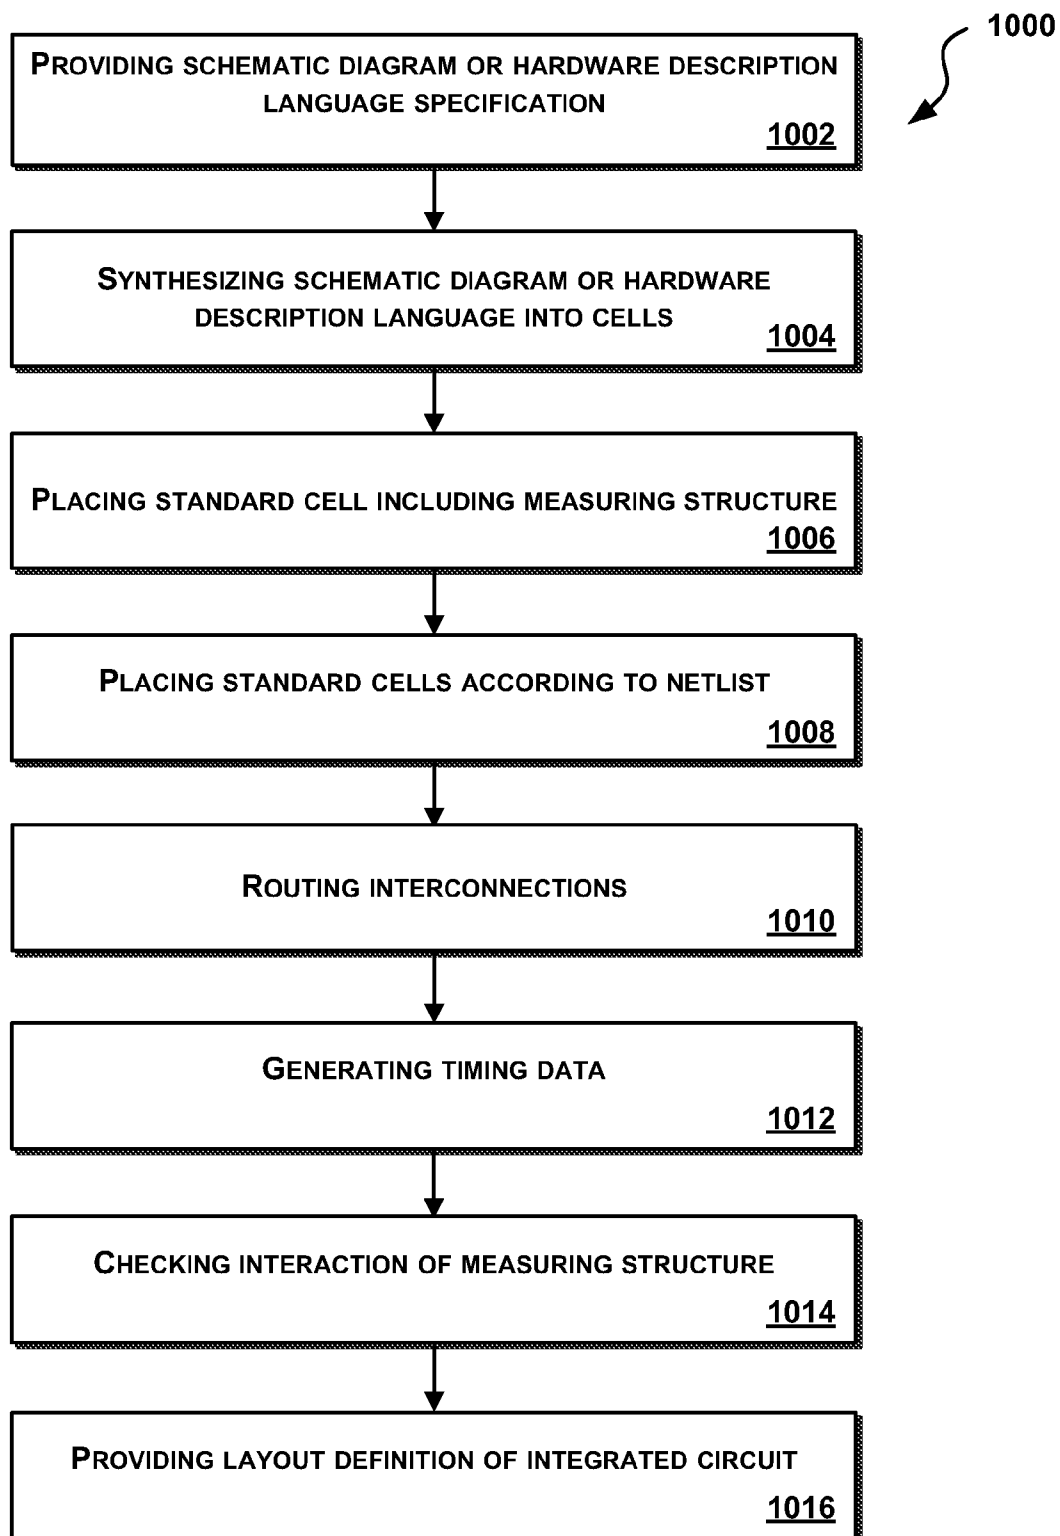 1000
PROVIDING SCHEMATIC DIAGRAM OR HARDWARE DESCRIPTION
LANGUAGE SPECIFICATION
1002
SYNTHESIZING SCHEMATIC DIAGRAM OR HARDWARE
DESCRIPTION LANGUAGE INTO CELLS
1004
PLACING STANDARD CELL INCLUDING MEASURING STRUCTURE
1006
PLACING STANDARD CELLS ACCORDING TO NETLIST
1008
ROUTING INTERCONNECTIONS
1010
GENERATING TIMING DATA
1012
CHECKING INTERACTION OF MEASURING STRUCTURE
1014
PROVIDING LAYOUT DEFINITION OF INTEGRATED CIRCUIT
1016